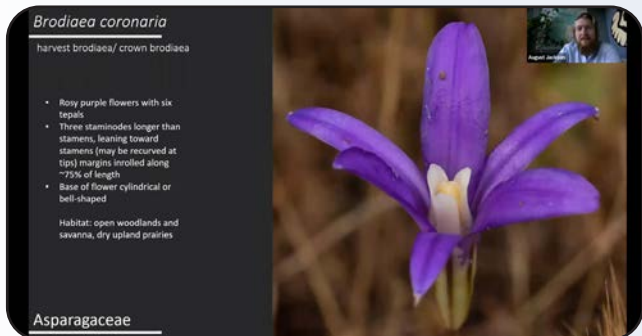 Brodiaea coronaria
harvest brodiaea/ crown brodiaea
• Rosy purple flowers with six
tepals
• Three staminodes longer than
stamens, leaning toward
stamens (may be recurved at
tips) margins inrolled along
~75% of length
• Base of flower cylindrical or
bell-shaped
Habitat: open woodlands and
savanna, dry upland prairies
Asparagaceae
August Jackson